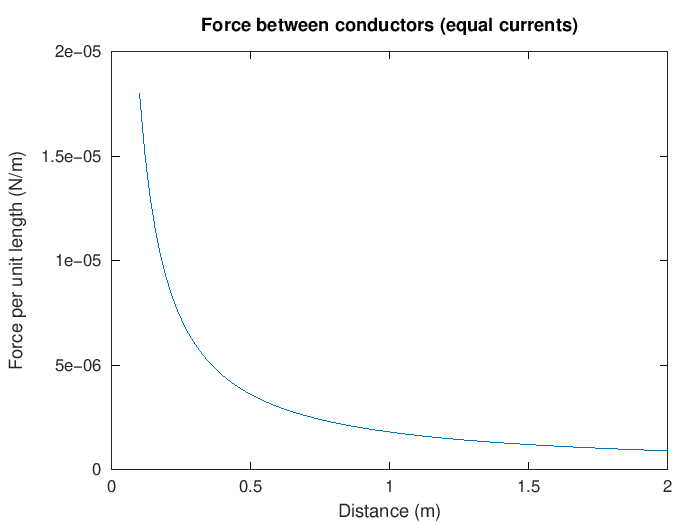 Force between conductors (equal currents)
2e−05
1.5e−05
1e−05
5e−06
0
Force per unit length (N/m)
0 0.5 1 1.5 2
Distance (m)